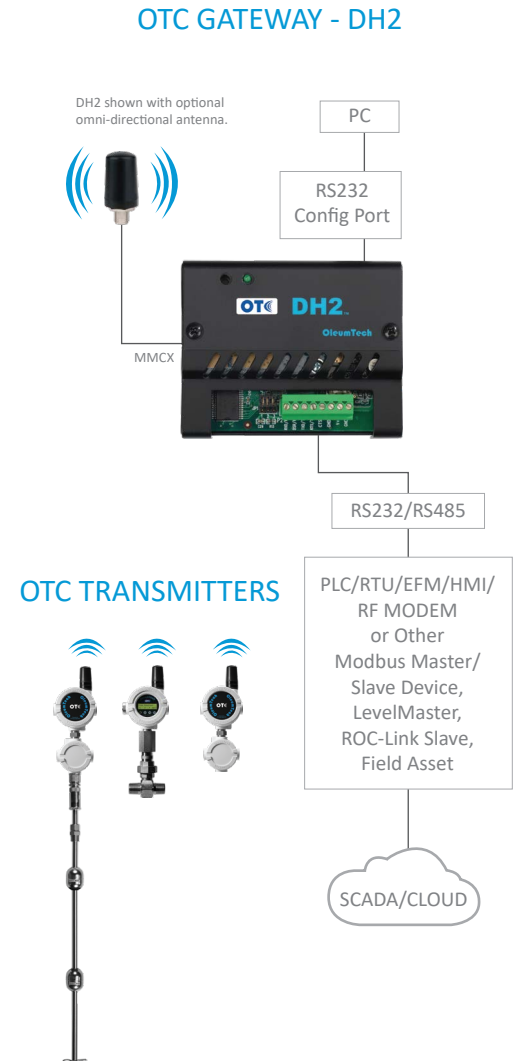 OTC GATEWAY - DH2
DH2 shown with optional
omni-directional antenna.
PC
RS232
Config Port
OTC DH2
OleumTech
MMCX
RS232/RS485
OTC TRANSMITTERS
PLC/RTU/EFM/HMI/
RF MODEM
or Other
Modbus Master/
Slave Device,
LevelMaster,
ROC-Link Slave,
Field Asset
OTC
OTC
SCADA/CLOUD